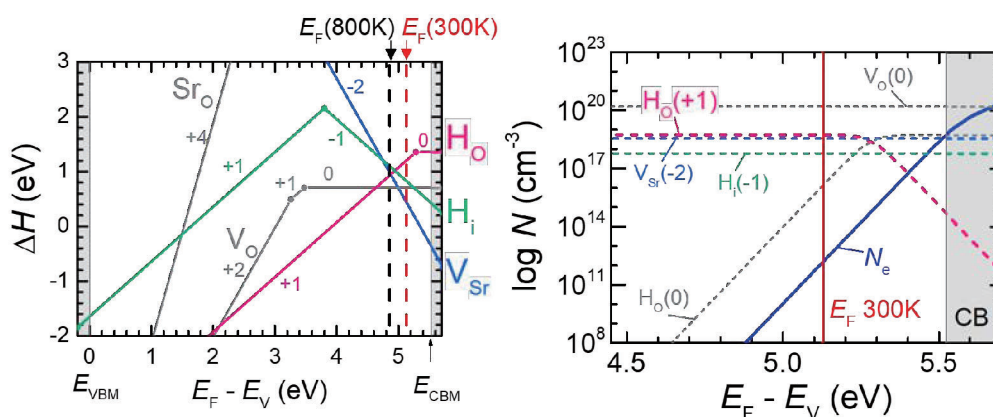 E_F(800K) E_F(300K)
3
2
1
0
-1
-2
ΔH (eV)
Sr_O
+4
-2
+1
-1
H_O
0
+1
0
H_i
V_O
+2
+1
V_Sr
0
1
2
3
4
5
E_VBM
E_F - E_V (eV)
E_CBM
10^23
10^20
10^17
10^14
10^11
10^8
log N (cm^-3)
V_O(0)
H_O(+1)
V_Sr(-2)
H_i(-1)
N_e
H_O(0)
E_F 300K
CB
4.5
5.0
5.5
E_F - E_V (eV)